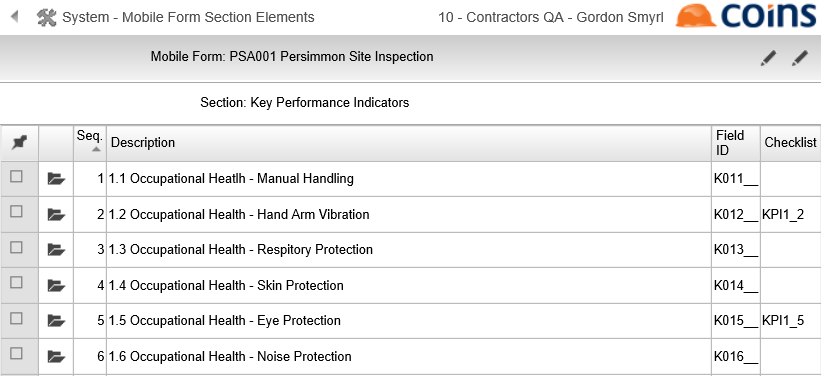 System - Mobile Form Section Elements 10 - Contractors QA - Gordon Smyrl coins
Mobile Form: PSA001 Persimmon Site Inspection
Section: Key Performance Indicators
Seq. Description Field ID Checklist
1 1.1 Occupational Heatlh - Manual Handling K011__
2 1.2 Occupational Health - Hand Arm Vibration K012__ KPI1_2
3 1.3 Occupational Health - Respitory Protection K013__
4 1.4 Occupational Health - Skin Protection K014__
5 1.5 Occupational Health - Eye Protection K015__ KPI1_5
6 1.6 Occupational Health - Noise Protection K016__